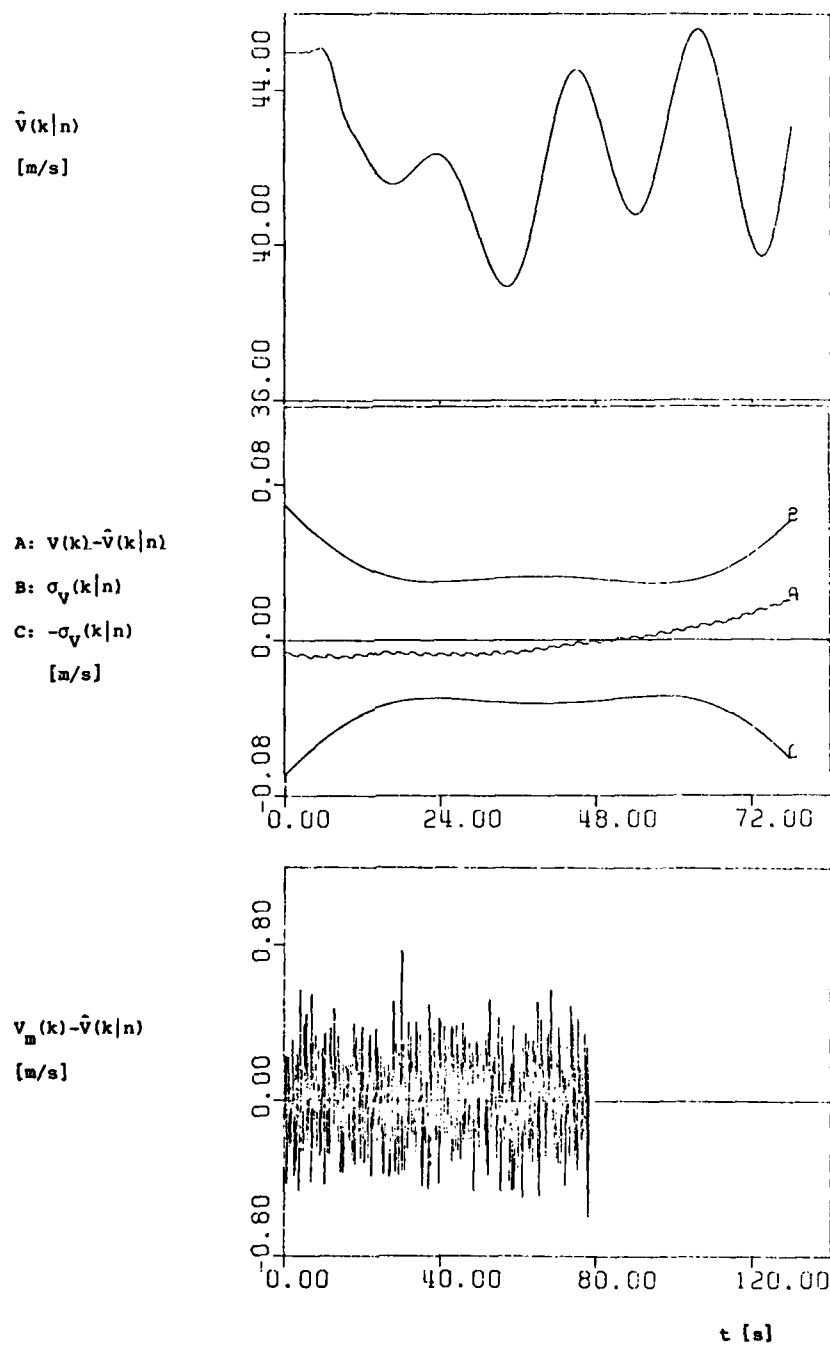 V̂(k|n)
[m/s]
44.00
40.00
36.00
A: V(k)-V̂(k|n)
B: σV(k|n)
C: -σV(k|n)
[m/s]
0.08
0.00
-0.08
B
A
C
-0.00 24.00 48.00 72.00
Vm(k)-V̂(k|n)
[m/s]
0.80
0.00
-0.80
-0.00 40.00 80.00 120.00
t [s]